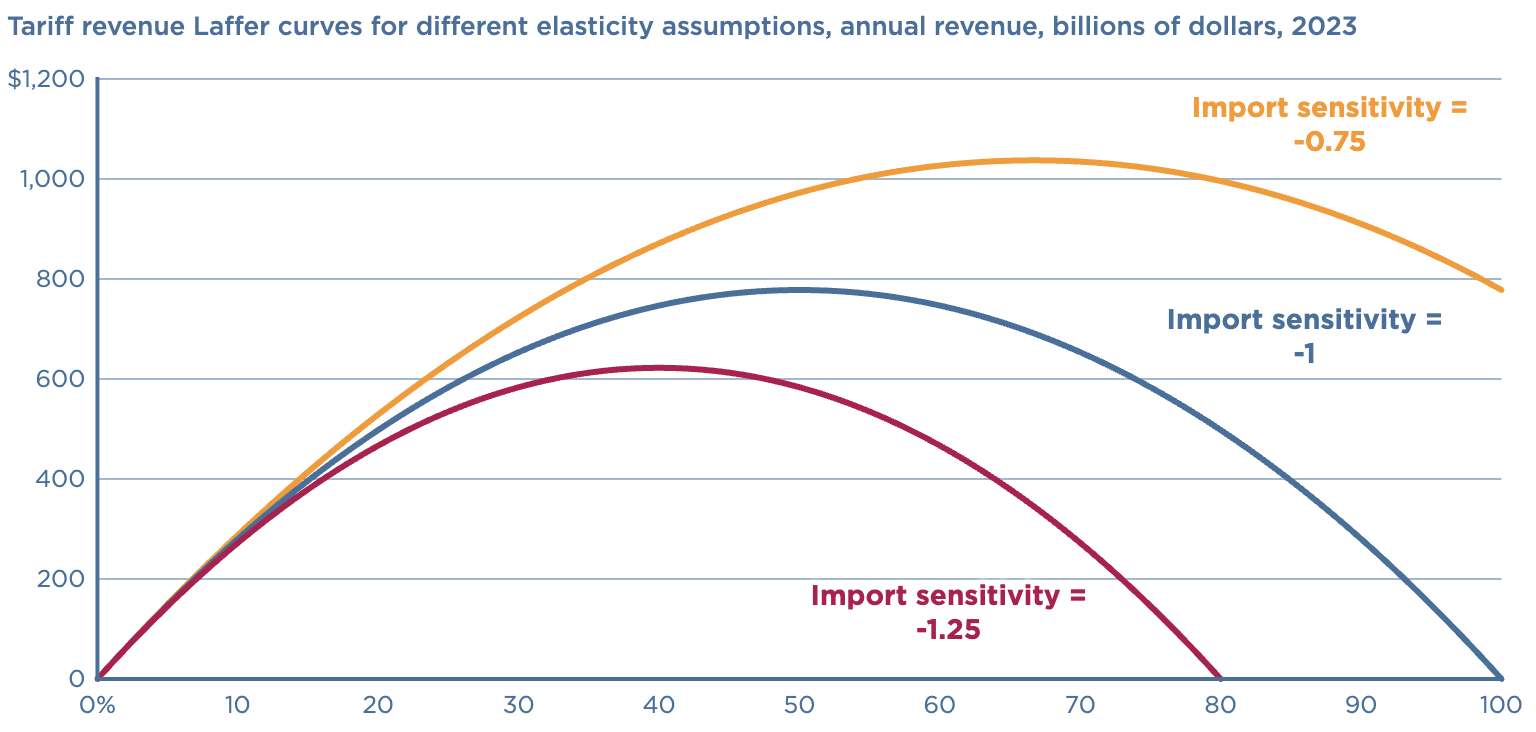 Tariff revenue Laffer curves for different elasticity assumptions, annual revenue, billions of dollars, 2023
$1,200
Import sensitivity =
-0.75
1,000
800
Import sensitivity =
-1
600
400
200
Import sensitivity =
-1.25
0
0% 10 20 30 40 50 60 70 80 90 100